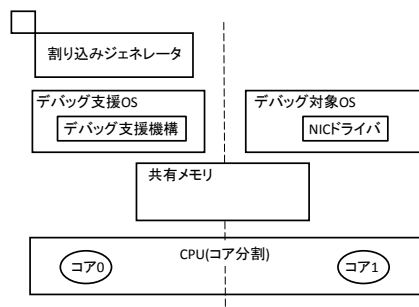 割り込みジェネレータ
デバッグ支援OS
デバッグ対象OS
デバッグ支援機構
NICドライバ
共有メモリ
CPU(コア分割)
コア0
コア1